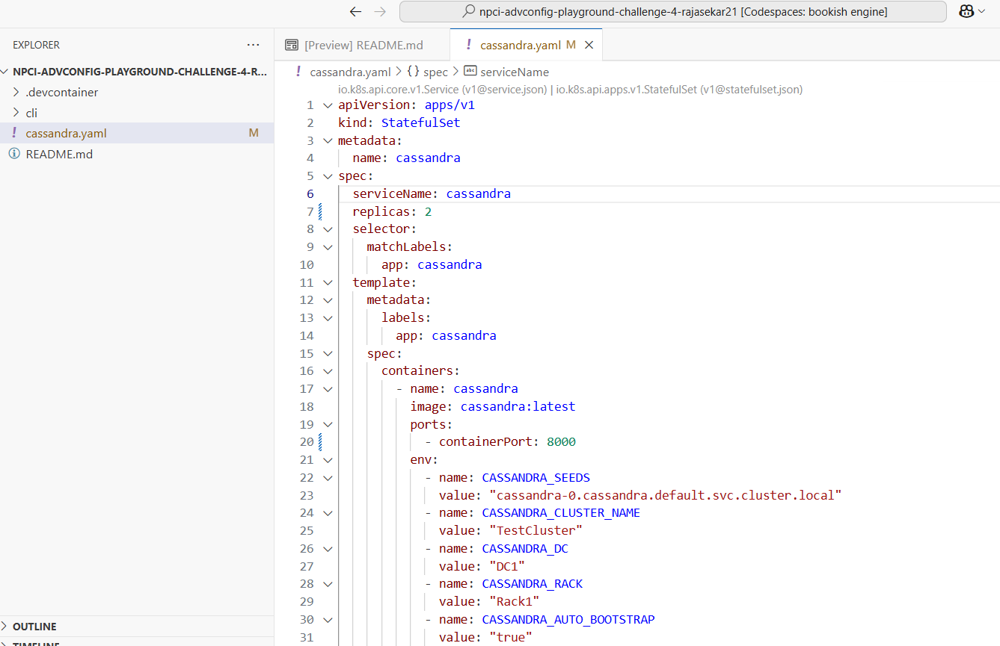 npci-advconfig-playground-challenge-4-rajasekar21 [Codespaces: bookish engine]
EXPLORER
NPCI-ADVCONFIG-PLAYGROUND-CHALLENGE-4-R...
.devcontainer
cli
cassandra.yaml M
README.md
OUTLINE
TIMELINE
[Preview] README.md
cassandra.yaml M
cassandra.yaml > {} spec > abc serviceName
io.k8s.api.core.v1.Service (v1@service.json) | io.k8s.api.apps.v1.StatefulSet (v1@statefulset.json)
1 apiVersion: apps/v1
2 kind: StatefulSet
3 metadata:
4 name: cassandra
5 spec:
6 serviceName: cassandra
7 replicas: 2
8 selector:
9 matchLabels:
10 app: cassandra
11 template:
12 metadata:
13 labels:
14 app: cassandra
15 spec:
16 containers:
17 - name: cassandra
18 image: cassandra:latest
19 ports:
20 - containerPort: 8000
21 env:
22 - name: CASSANDRA_SEEDS
23 value: "cassandra-0.cassandra.default.svc.cluster.local"
24 - name: CASSANDRA_CLUSTER_NAME
25 value: "TestCluster"
26 - name: CASSANDRA_DC
27 value: "DC1"
28 - name: CASSANDRA_RACK
29 value: "Rack1"
30 - name: CASSANDRA_AUTO_BOOTSTRAP
31 value: "true"